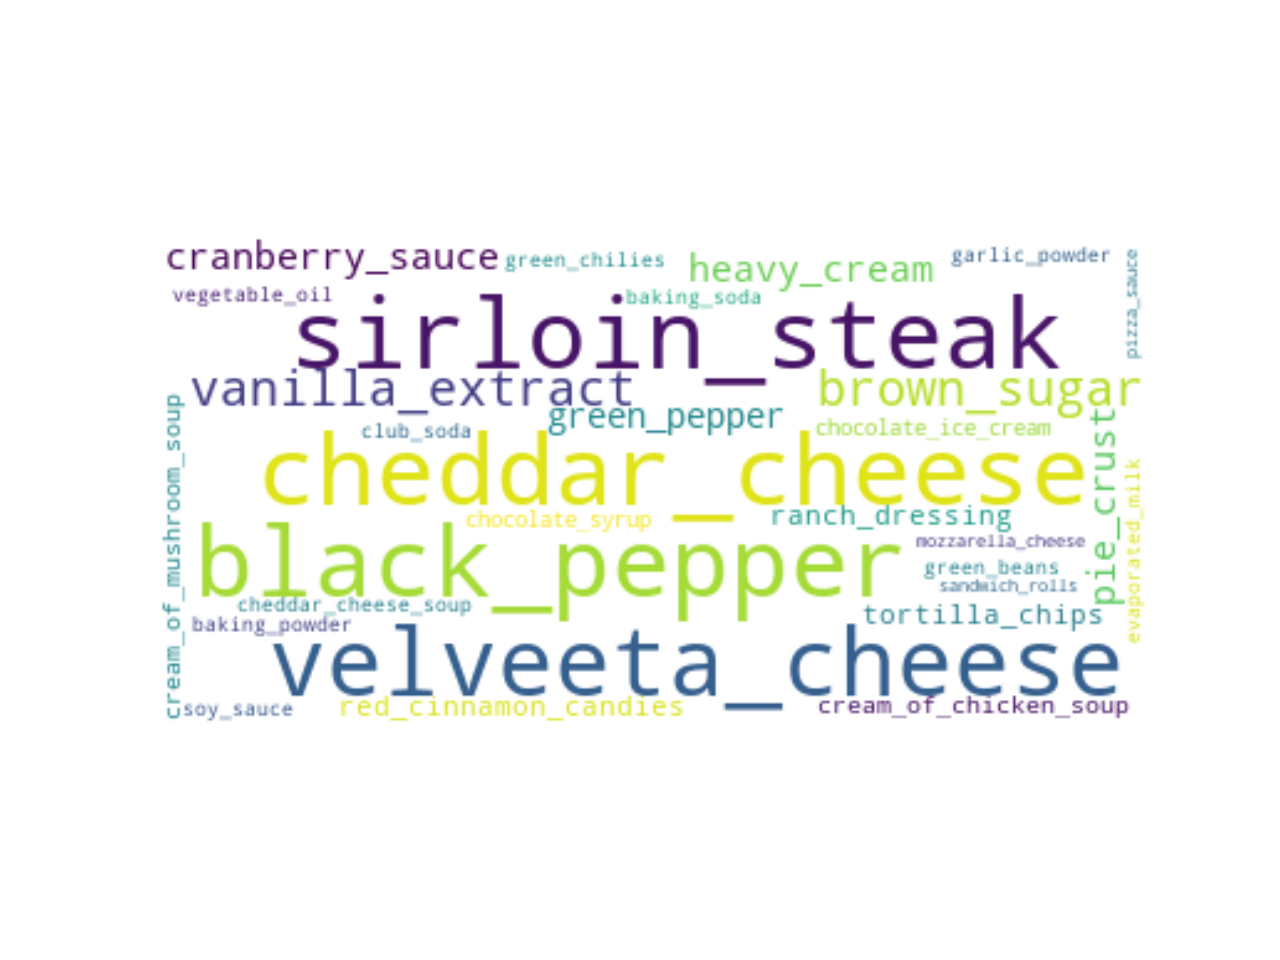 cranberry_sauce
green_chilies
heavy_cream
garlic_powder
pizza_sauce
vegetable_oil
baking_soda
sirloin_steak
vanilla_extract
brown_sugar
green_pepper
club_soda
chocolate_ice_cream
cheddar_cheese
pie_crust
evaporated_milk
cream_of_mushroom_soup
chocolate_syrup
ranch_dressing
black_pepper
mozzarella_cheese
green_beans
sandwich_rolls
cheddar_cheese_soup
tortilla_chips
baking_powder
velveeta_cheese
soy_sauce
red_cinnamon_candies
cream_of_chicken_soup